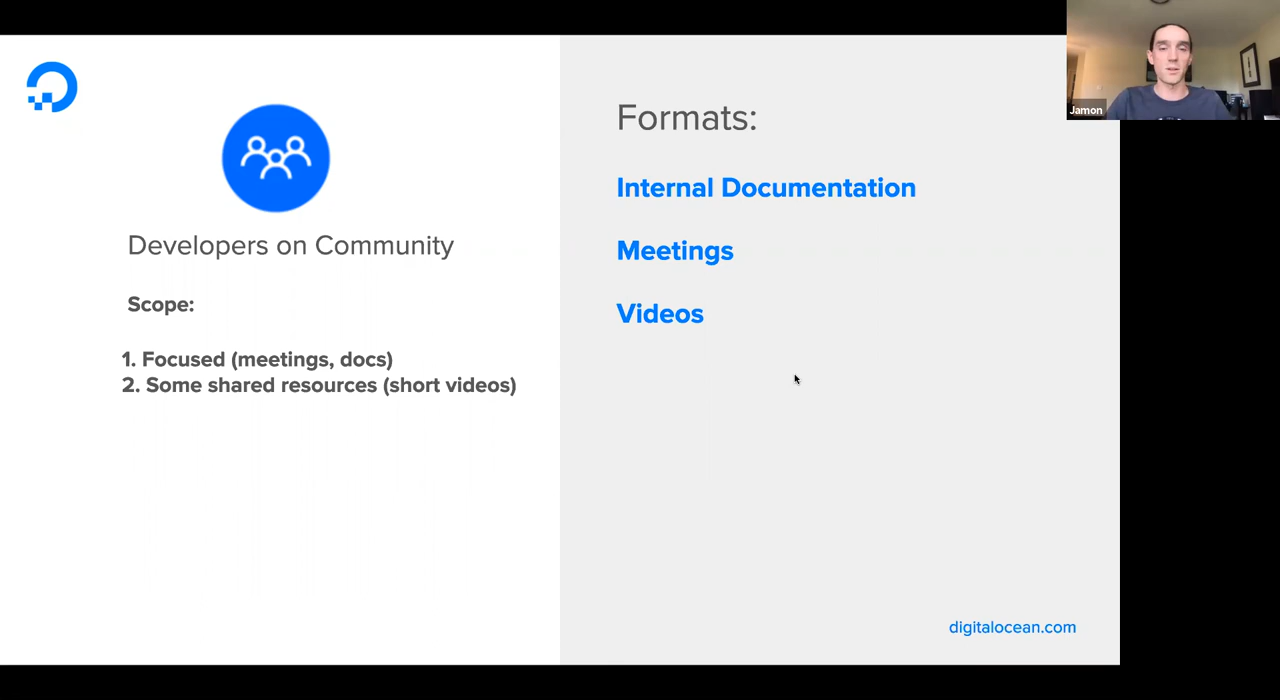 Developers on Community
Scope:
1. Focused (meetings, docs)
2. Some shared resources (short videos)
Formats:
Internal Documentation
Meetings
Videos
digitalocean.com
Jamon